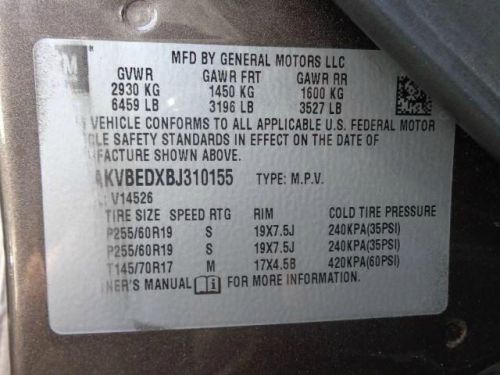 M
MFD BY GENERAL MOTORS LLC
GVWR GAWR FRT GAWR RR
2930 KG 1450 KG 1600 KG
6459 LB 3196 LB 3527 LB
VEHICLE CONFORMS TO ALL APPLICABLE U.S. FEDERAL MOTOR
LE SAFETY STANDARDS IN EFFECT ON THE DATE OF
FACTURE SHOWN ABOVE.
AKVBEDXBJ310155 TYPE: M.P.V.
: V14526
TIRE SIZE SPEED RTG RIM COLD TIRE PRESSURE
P255/60R19 S 19X7.5J 240KPA(35PSI)
P255/60R19 S 19X7.5J 240KPA(35PSI)
T145/70R17 M 17X4.5B 420KPA(60PSI)
NER'S MANUAL i FOR MORE INFORMATION.